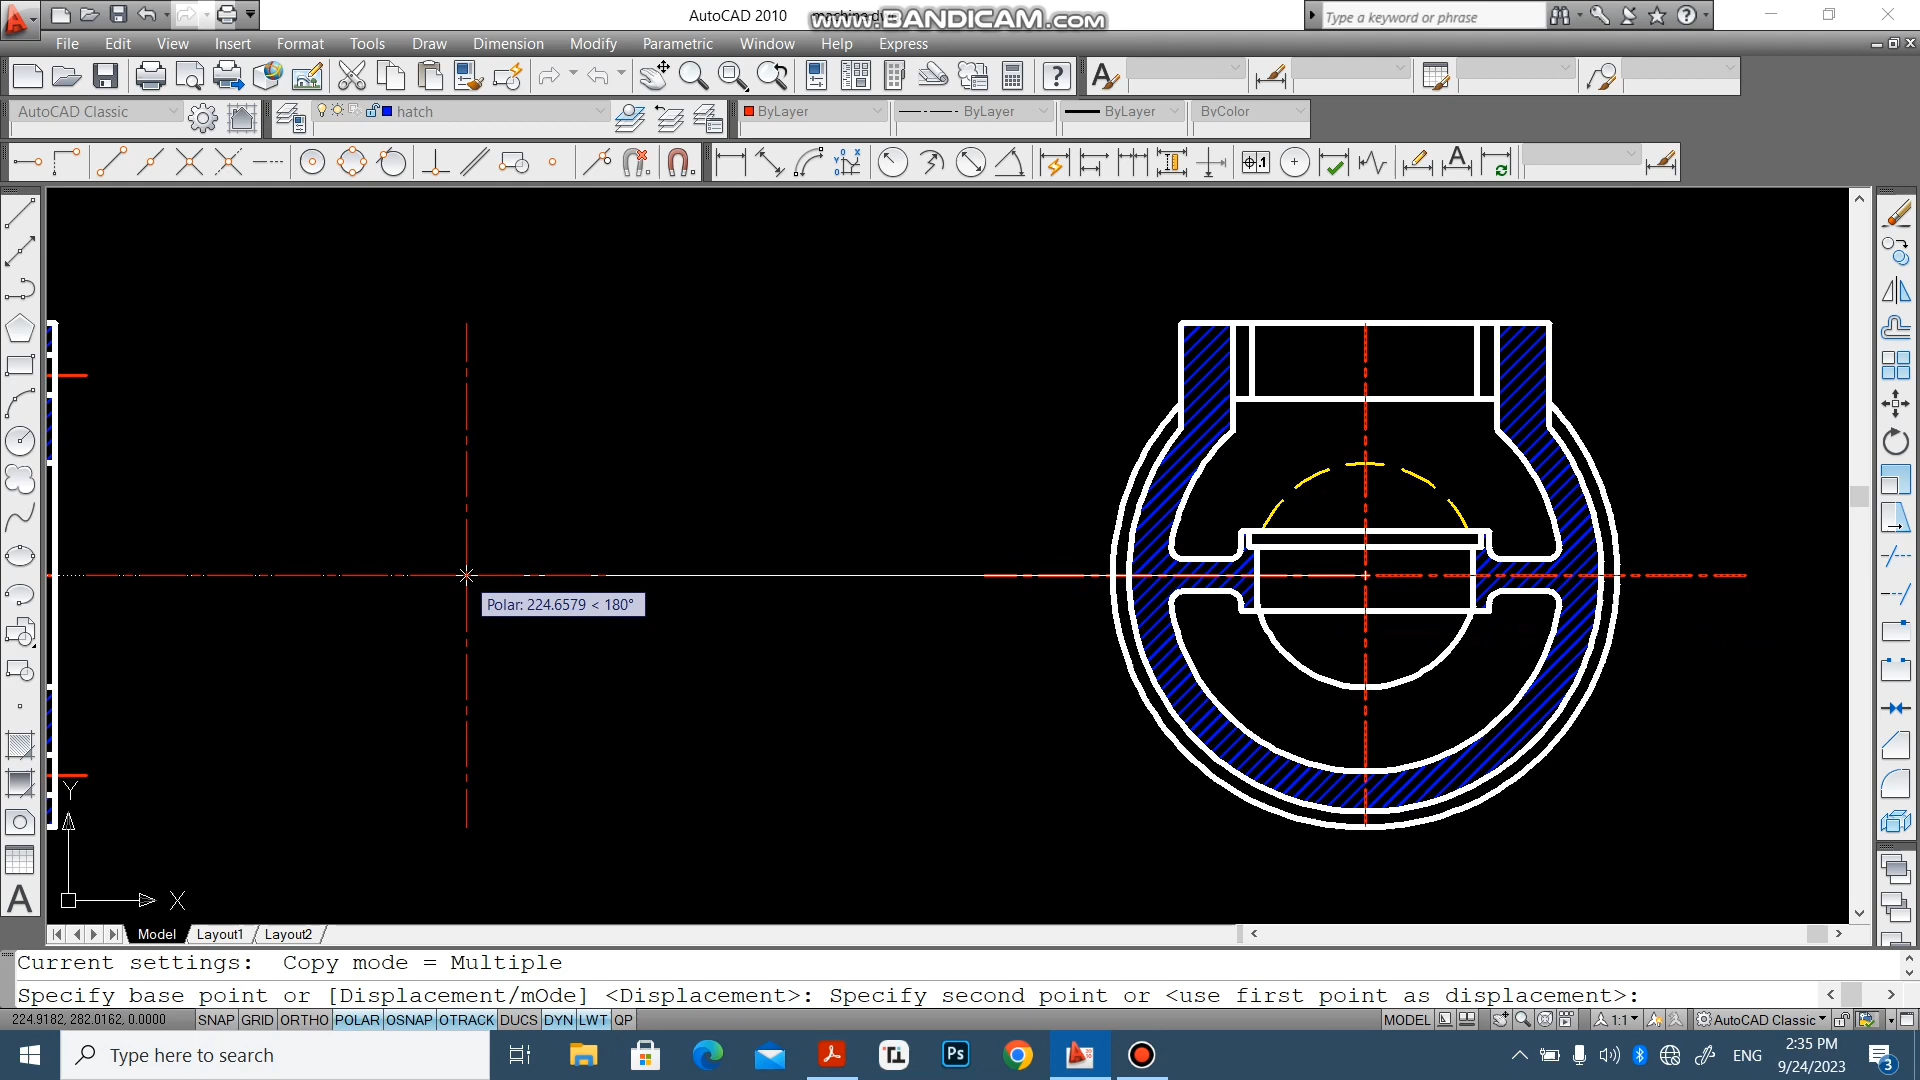 AutoCAD 2010 machine.dwg
www.BANDICAM.com
Type a keyword or phrase
File Edit View Insert Format Tools Draw Dimension Modify Parametric Window Help Express
AutoCAD Classic hatch ByLayer ByLayer ByLayer ByColor
Polar: 224.6579 < 180°
Y
X
Model Layout1 Layout2
Current settings:  Copy mode = Multiple
Specify base point or [Displacement/mOde] <Displacement>: Specify second point or <use first point as displacement>:
224.9182, 282.0162, 0.0000 SNAP GRID ORTHO POLAR OSNAP OTRACK DUCS DYN LWT QP MODEL 1:1 AutoCAD Classic
Type here to search
Ps
ENG
2:35 PM
9/24/2023
3